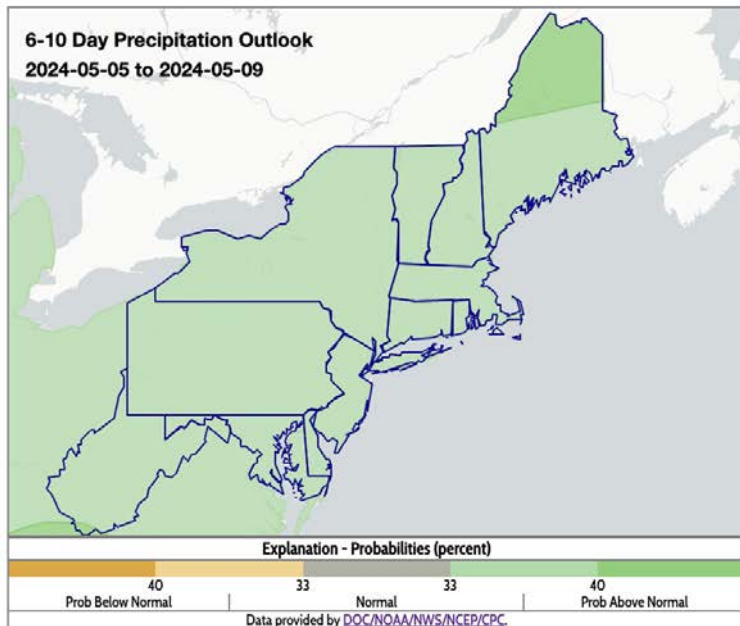 6-10 Day Precipitation Outlook
2024-05-05 to 2024-05-09
Explanation - Probabilities (percent)
40 33 33 40
Prob Below Normal Normal Prob Above Normal
Data provided by DOC/NOAA/NWS/NCEP/CPC.